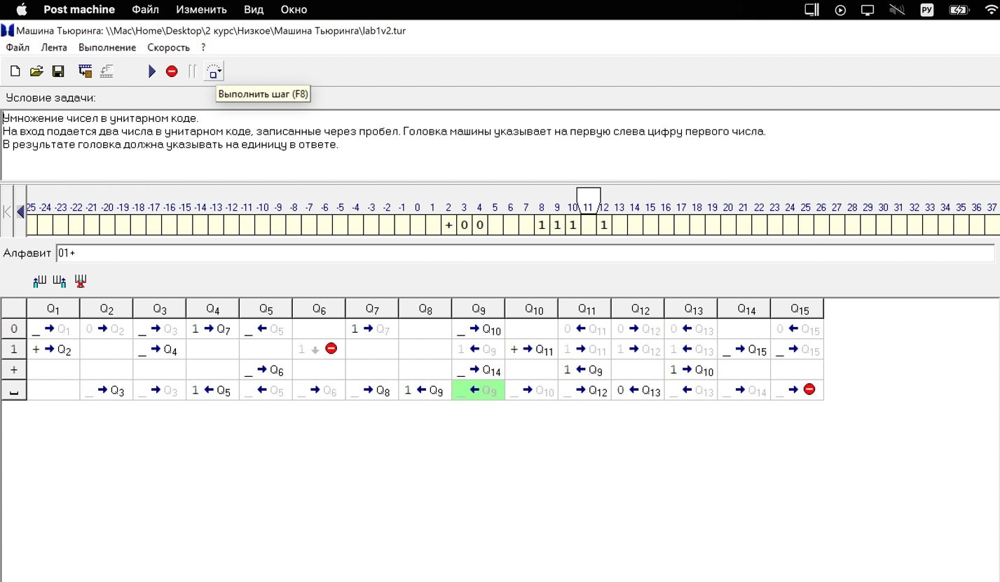 Post machine Файл Изменить Вид Окно РУ
Машина Тьюринга: \\Mac\Home\Desktop\2 курс\Низкое\Машина Тьюринга\lab1v2.tur
Файл Лента Выполнение Скорость ?
Выполнить шаг (F8)
Условие задачи:
Умножение чисел в унитарном коде.
На вход подается два числа в унитарном коде, записанные через пробел. Головка машины указывает на первую слева цифру первого числа.
В результате головка должна указывать на единицу в ответе.
25 -24 -23 -22 -21 -20 -19 -18 -17 -16 -15 -14 -13 -12 -11 -10 -9 -8 -7 -6 -5 -4 -3 -2 -1 0 1 2 3 4 5 6 7 8 9 10 11 12 13 14 15 16 17 18 19 20 21 22 23 24 25 26 27 28 29 30 31 32 33 34 35 36 37
+ 0 0 1 1 1 1
Алфавит 01+
Q1 Q2 Q3 Q4 Q5 Q6 Q7 Q8 Q9 Q10 Q11 Q12 Q13 Q14 Q15
0 _ → Q1 0 → Q2 _ → Q3 1 → Q7 _ ← Q5 1 → Q7 _ → Q10 0 ← Q11 0 → Q12 0 ← Q13 0 ← Q15
1 + → Q2 _ → Q4 1 ↓ 1 ← Q9 + → Q11 1 → Q11 1 → Q12 1 ← Q13 _ → Q15 _ → Q15
+ _ → Q6 _ → Q14 1 ← Q9 1 → Q10
_ → Q3 _ → Q3 1 ← Q5 _ ← Q5 _ → Q6 _ → Q8 1 ← Q9 _ ← Q9 _ → Q10 _ → Q12 0 ← Q13 _ ← Q13 _ → Q14 _ →